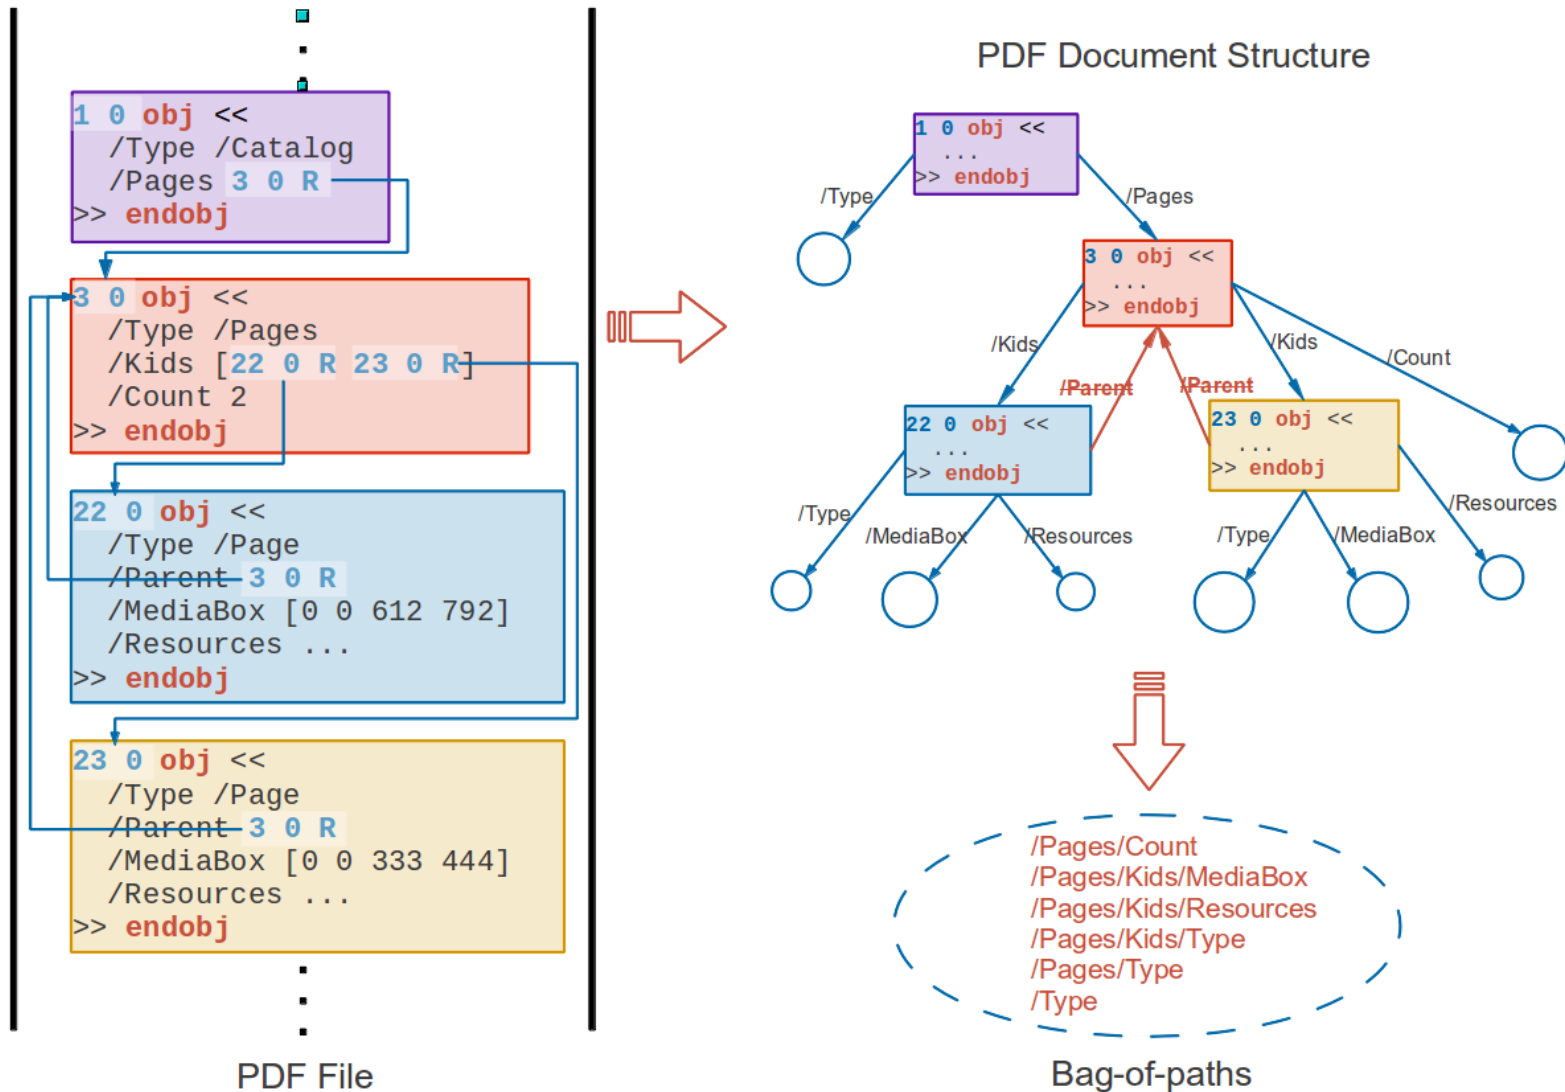 1 0 obj <<
/Type /Catalog
/Pages 3 0 R
>> endobj
3 0 obj <<
/Type /Pages
/Kids [22 0 R 23 0 R]
/Count 2
>> endobj
22 0 obj <<
/Type /Page
/Parent 3 0 R
/MediaBox [0 0 612 792]
/Resources ...
>> endobj
23 0 obj <<
/Type /Page
/Parent 3 0 R
/MediaBox [0 0 333 444]
/Resources ...
>> endobj
PDF File
PDF Document Structure
1 0 obj <<
...
>> endobj
/Type
/Pages
3 0 obj <<
...
>> endobj
/Kids
/Kids
/Count
/Parent
/Parent
22 0 obj <<
...
>> endobj
23 0 obj <<
...
>> endobj
/Type
/MediaBox
/Resources
/Type
/MediaBox
/Resources
/Pages/Count
/Pages/Kids/MediaBox
/Pages/Kids/Resources
/Pages/Kids/Type
/Pages/Type
/Type
Bag-of-paths